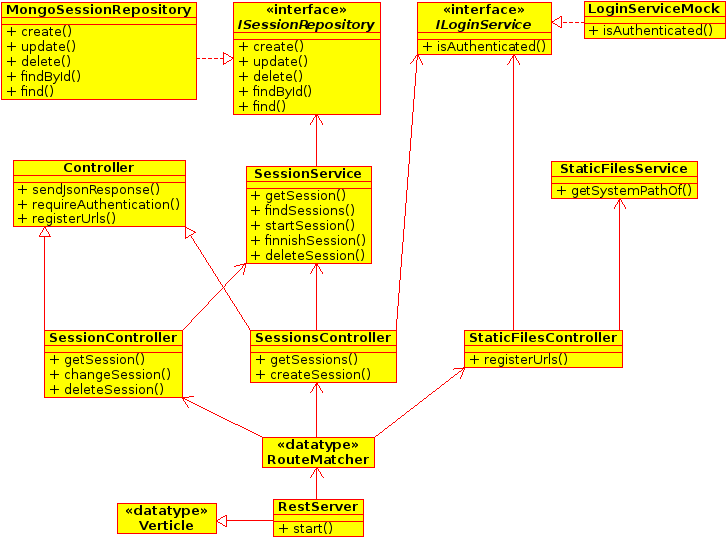 MongoSessionRepository
+ create()
+ update()
+ delete()
+ findById()
+ find()
«interface»
ISessionRepository
+ create()
+ update()
+ delete()
+ findById()
+ find()
«interface»
ILoginService
+ isAuthenticated()
LoginServiceMock
+ isAuthenticated()
Controller
+ sendJsonResponse()
+ requireAuthentication()
+ registerUrls()
SessionService
+ getSession()
+ findSessions()
+ startSession()
+ finnishSession()
+ deleteSession()
StaticFilesService
+ getSystemPathOf()
SessionController
+ getSession()
+ changeSession()
+ deleteSession()
SessionsController
+ getSessions()
+ createSession()
StaticFilesController
+ registerUrls()
«datatype»
RouteMatcher
«datatype»
Verticle
RestServer
+ start()